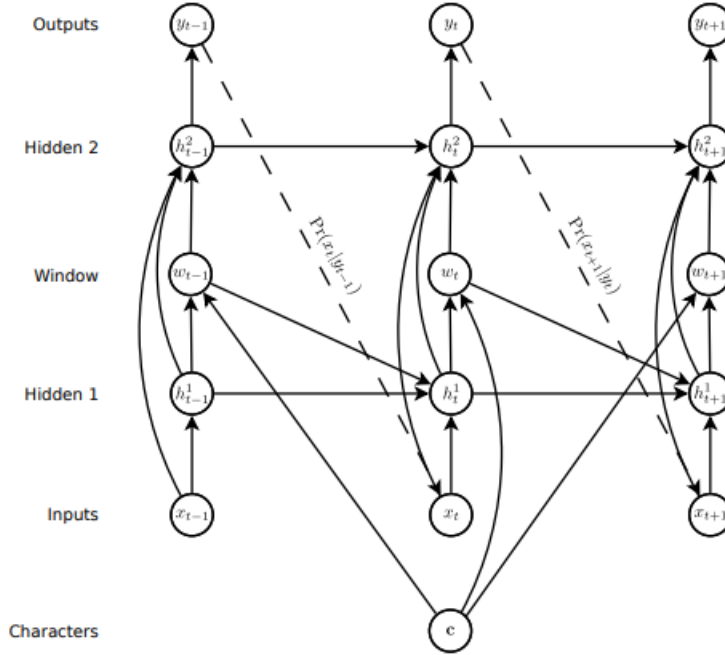 Outputs y_{t−1} y_t y_{t+1}
Hidden 2 h^2_{t−1} h^2_t h^2_{t+1}
Pr(x_t|y_{t−1}) Pr(x_{t+1}|y_t)
Window w_{t−1} w_t w_{t+1}
Hidden 1 h^1_{t−1} h^1_t h^1_{t+1}
Inputs x_{t−1} x_t x_{t+1}
Characters c